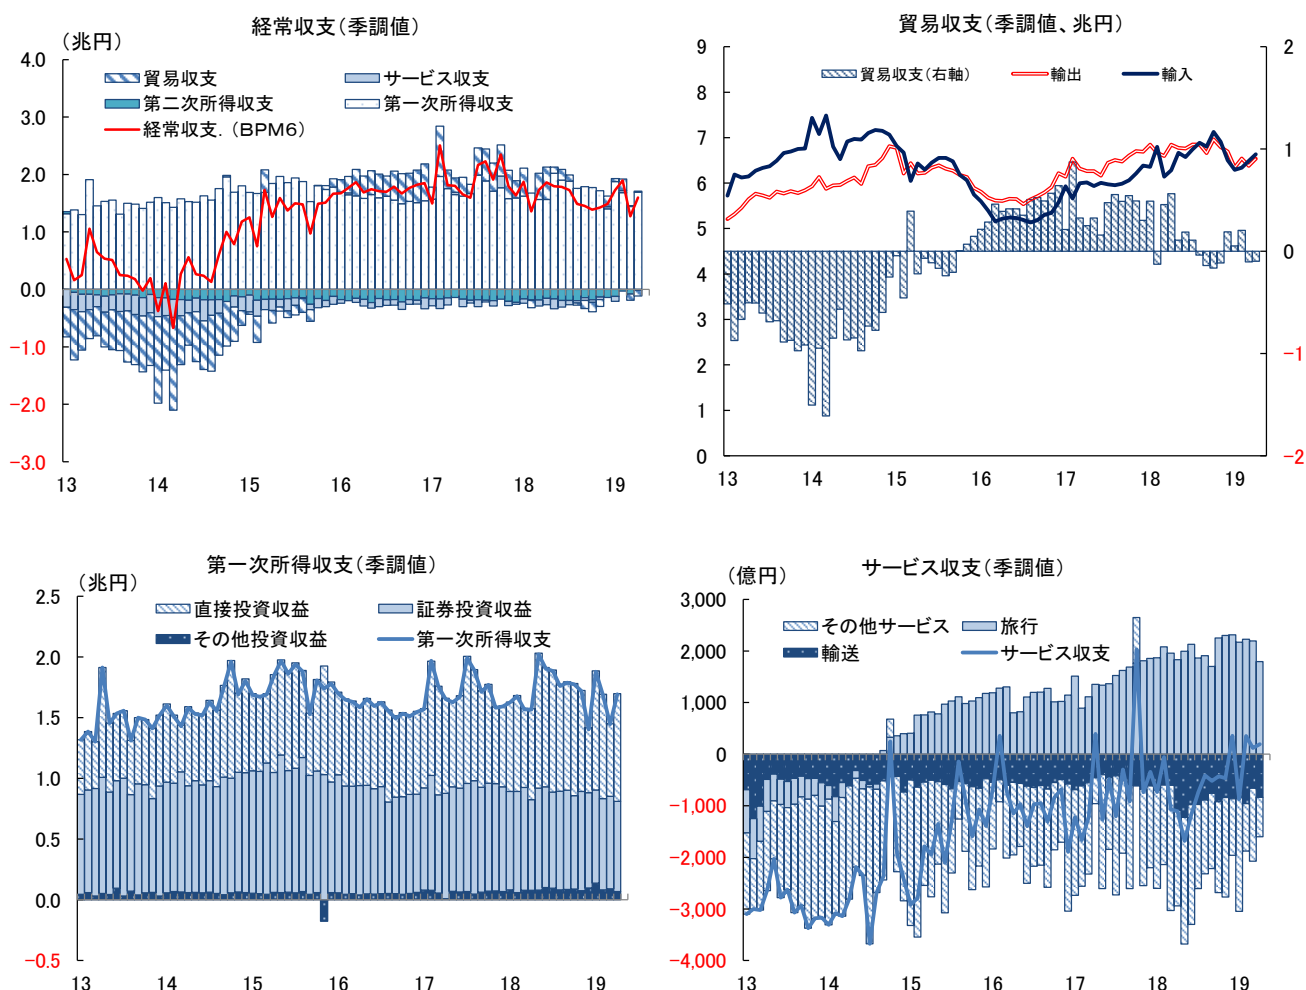 経常収支(季調値)
(兆円)
4.0
3.0
2.0
1.0
0.0
−1.0
−2.0
−3.0
貿易収支
サービス収支
第二次所得収支
第一次所得収支
経常収支. (BPM6)
13 14 15 16 17 18 19
貿易収支(季調値、兆円)
9
8
7
6
5
4
3
2
1
0
貿易収支(右軸) 輸出 輸入
2
1
0
−1
−2
13 14 15 16 17 18 19
第一次所得収支(季調値)
(兆円)
2.5
2.0
1.5
1.0
0.5
0.0
−0.5
直接投資収益
証券投資収益
その他投資収益
第一次所得収支
13 14 15 16 17 18 19
サービス収支(季調値)
(億円)
3,000
2,000
1,000
0
−1,000
−2,000
−3,000
−4,000
その他サービス
旅行
輸送
サービス収支
13 14 15 16 17 18 19